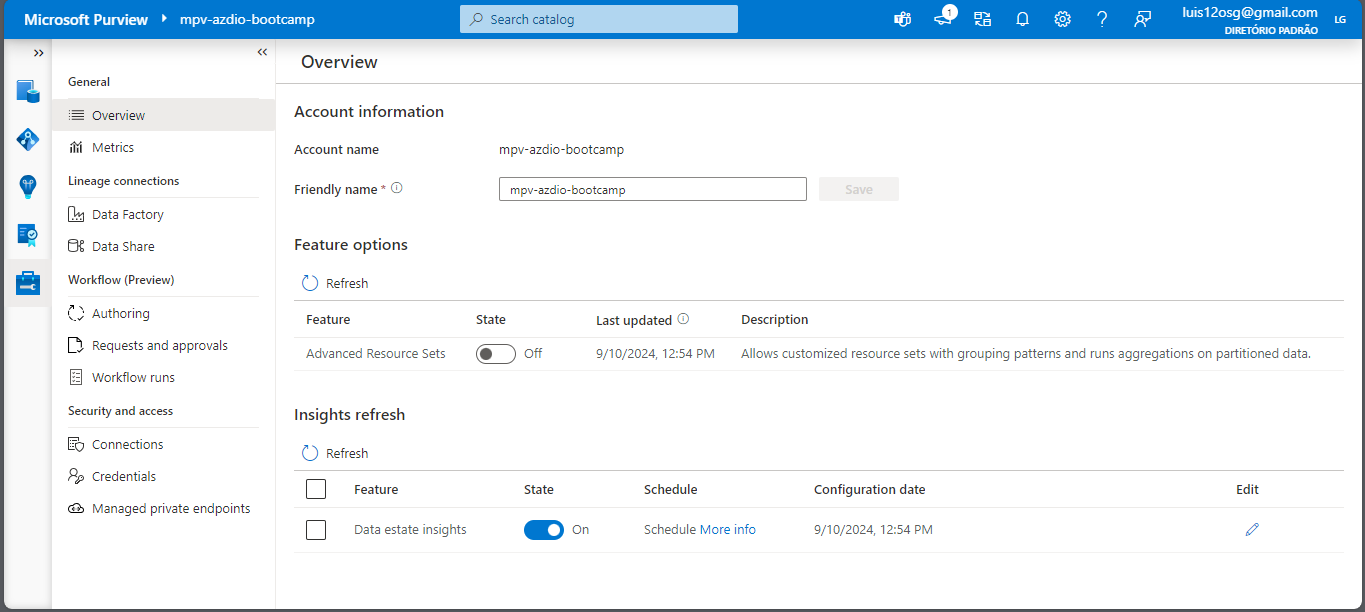 Microsoft Purview mpv-azdio-bootcamp Search catalog 1 luis12osg@gmail.com LG
DIRETÓRIO PADRÃO
General
Overview
Metrics
Lineage connections
Data Factory
Data Share
Workflow (Preview)
Authoring
Requests and approvals
Workflow runs
Security and access
Connections
Credentials
Managed private endpoints
Overview
Account information
Account name mpv-azdio-bootcamp
Friendly name * mpv-azdio-bootcamp Save
Feature options
Refresh
Feature State Last updated Description
Advanced Resource Sets Off 9/10/2024, 12:54 PM Allows customized resource sets with grouping patterns and runs aggregations on partitioned data.
Insights refresh
Refresh
Feature State Schedule Configuration date Edit
Data estate insights On Schedule More info 9/10/2024, 12:54 PM